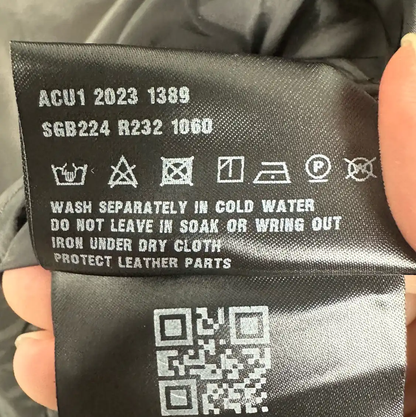 ACU1 2023 1389
SGB224 R232 1060
P
WASH SEPARATELY IN COLD WATER
DO NOT LEAVE IN SOAK OR WRING OUT
IRON UNDER DRY CLOTH
PROTECT LEATHER PARTS